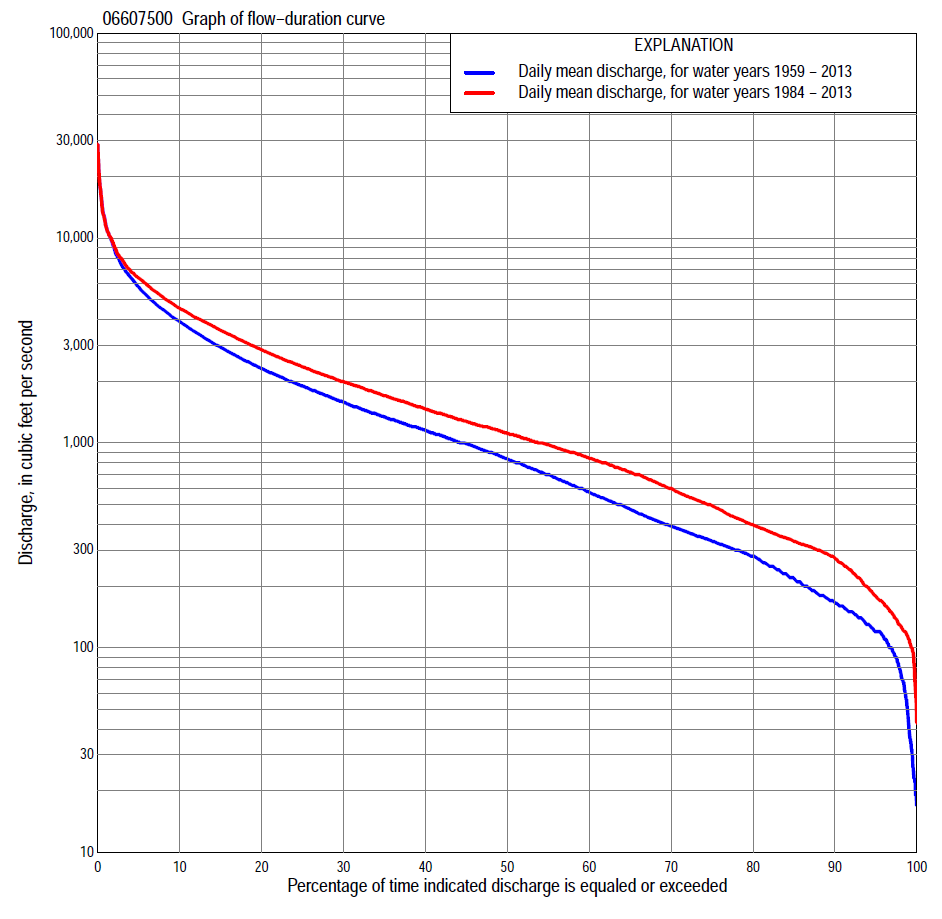 06607500 Graph of flow−duration curve
EXPLANATION
Daily mean discharge, for water years 1959 − 2013
Daily mean discharge, for water years 1984 − 2013
Discharge, in cubic feet per second
100,000
30,000
10,000
3,000
1,000
300
100
30
10
0 10 20 30 40 50 60 70 80 90 100
Percentage of time indicated discharge is equaled or exceeded